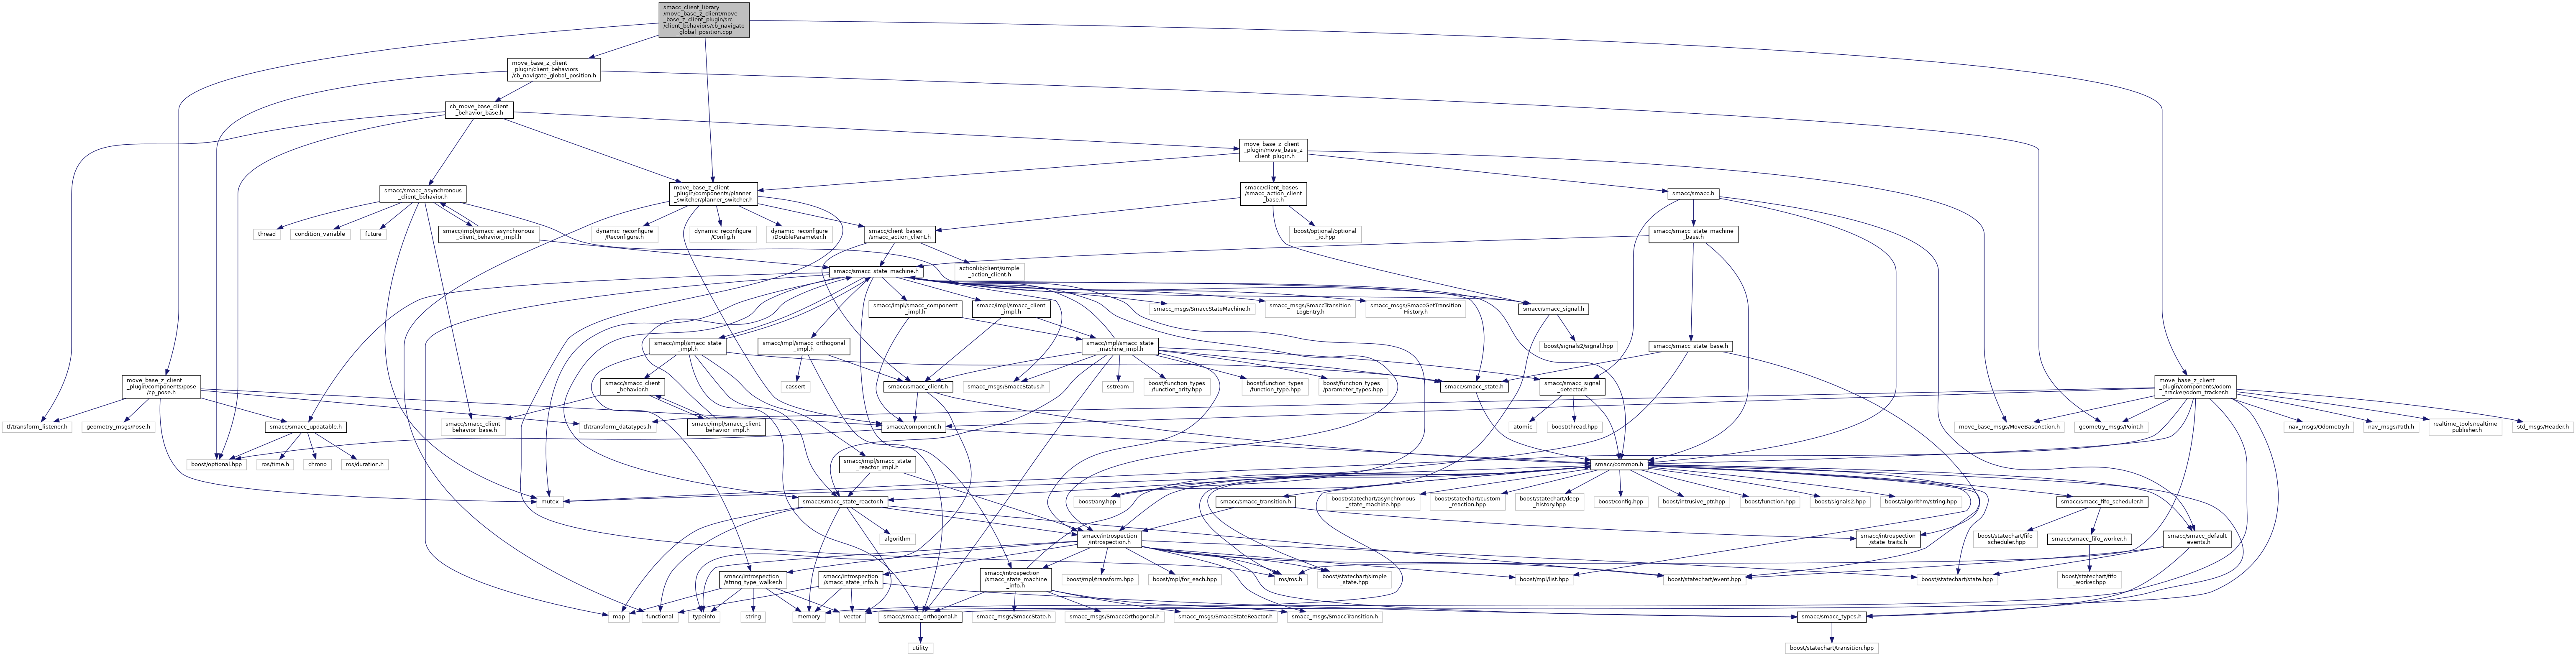 smacc_client_library
/move_base_z_client/move
_base_z_client_plugin/src
/client_behaviors/cb_navigate
_global_position.cpp
move_base_z_client
_plugin/client_behaviors
/cb_navigate_global_position.h
cb_move_base_client
_behavior_base.h
move_base_z_client
_plugin/move_base_z
_client_plugin.h
smacc/smacc_asynchronous
_client_behavior.h
move_base_z_client
_plugin/components/planner
_switcher/planner_switcher.h
smacc/client_bases
/smacc_action_client
_base.h
smacc/smacc.h
thread
condition_variable
future
smacc/impl/smacc_asynchronous
_client_behavior_impl.h
dynamic_reconfigure
/Reconfigure.h
dynamic_reconfigure
/Config.h
dynamic_reconfigure
/DoubleParameter.h
smacc/client_bases
/smacc_action_client.h
boost/optional/optional
_io.hpp
smacc/smacc_state_machine
_base.h
smacc/smacc_state_machine.h
actionlib/client/simple
_action_client.h
smacc/impl/smacc_component
_impl.h
smacc/impl/smacc_client
_impl.h
smacc_msgs/SmaccStateMachine.h
smacc_msgs/SmaccTransition
LogEntry.h
smacc_msgs/SmaccGetTransition
History.h
smacc/smacc_signal.h
smacc/impl/smacc_state
_impl.h
smacc/impl/smacc_orthogonal
_impl.h
smacc/impl/smacc_state
_machine_impl.h
boost/signals2/signal.hpp
smacc/smacc_state_base.h
move_base_z_client
_plugin/components/pose
/cp_pose.h
smacc/smacc_client
_behavior.h
cassert
smacc/smacc_client.h
smacc_msgs/SmaccStatus.h
sstream
boost/function_types
/function_arity.hpp
boost/function_types
/function_type.hpp
boost/function_types
/parameter_types.hpp
smacc/smacc_state.h
smacc/smacc_signal
_detector.h
move_base_z_client
_plugin/components/odom
_tracker/odom_tracker.h
tf/transform_listener.h
geometry_msgs/Pose.h
smacc/smacc_updatable.h
smacc/smacc_client
_behavior_base.h
tf/transform_datatypes.h
smacc/impl/smacc_client
_behavior_impl.h
smacc/component.h
atomic
boost/thread.hpp
move_base_msgs/MoveBaseAction.h
geometry_msgs/Point.h
nav_msgs/Odometry.h
nav_msgs/Path.h
realtime_tools/realtime
_publisher.h
std_msgs/Header.h
boost/optional.hpp
ros/time.h
chrono
ros/duration.h
smacc/impl/smacc_state
_reactor_impl.h
smacc/common.h
mutex
smacc/smacc_state_reactor.h
boost/any.hpp
smacc/smacc_transition.h
boost/statechart/asynchronous
_state_machine.hpp
boost/statechart/custom
_reaction.hpp
boost/statechart/deep
_history.hpp
boost/config.hpp
boost/intrusive_ptr.hpp
boost/function.hpp
boost/signals2.hpp
boost/algorithm/string.hpp
smacc/smacc_fifo_scheduler.h
algorithm
smacc/introspection
/introspection.h
smacc/introspection
/state_traits.h
boost/statechart/fifo
_scheduler.hpp
smacc/smacc_fifo_worker.h
smacc/smacc_default
_events.h
smacc/introspection
/string_type_walker.h
smacc/introspection
/smacc_state_info.h
smacc/introspection
/smacc_state_machine
_info.h
boost/mpl/transform.hpp
boost/mpl/for_each.hpp
ros/ros.h
boost/statechart/simple
_state.hpp
boost/mpl/list.hpp
boost/statechart/event.hpp
boost/statechart/state.hpp
boost/statechart/fifo
_worker.hpp
map
functional
typeinfo
string
memory
vector
smacc/smacc_orthogonal.h
smacc_msgs/SmaccState.h
smacc_msgs/SmaccOrthogonal.h
smacc_msgs/SmaccStateReactor.h
smacc_msgs/SmaccTransition.h
smacc/smacc_types.h
utility
boost/statechart/transition.hpp